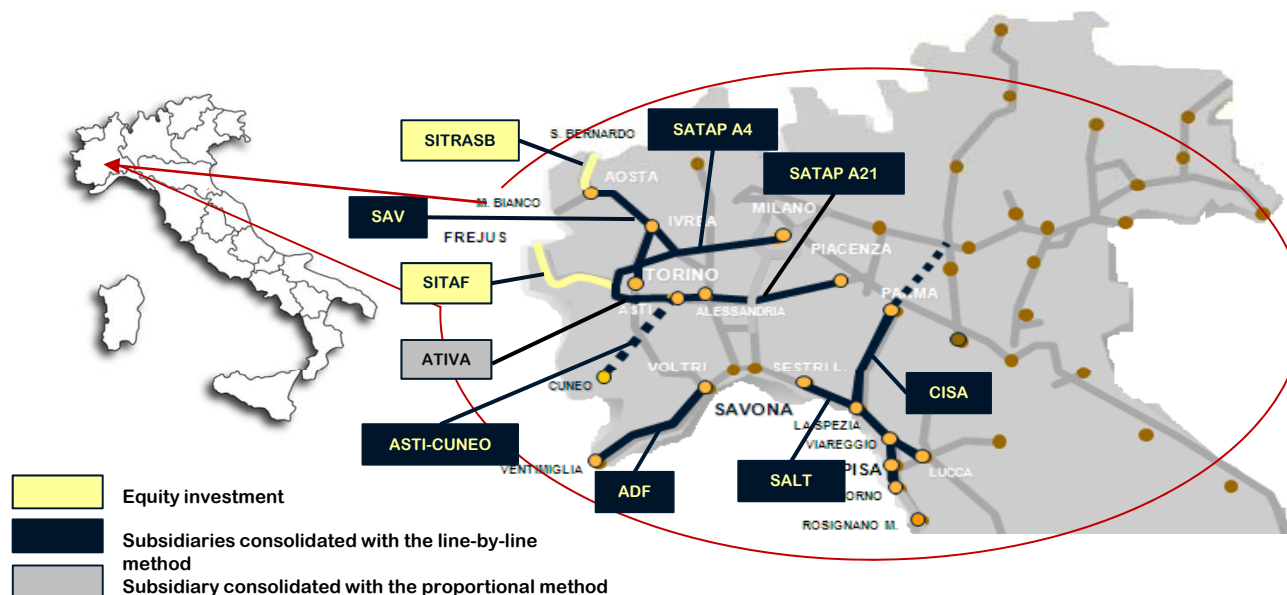 S. BERNARDO
SATAP A4
SITRASB
SATAP A21
AOSTA
M. BIANCO
SAV
IVREA
MILANO
FREJUS
PIACENZA
SITAF
TORINO
PARMA
ASTI
ALESSANDRIA
ATIVA
VOLTRI
SESTRI L.
CUNEO
CISA
SAVONA
LA SPEZIA
VIAREGGIO
ASTI-CUNEO
VENTIMIGLIA
LUCCA
PISA
SALT
ADF
ORNO
ROSIGNANO M.
Equity investment
Subsidiaries consolidated with the line-by-line
method
Subsidiary consolidated with the proportional method